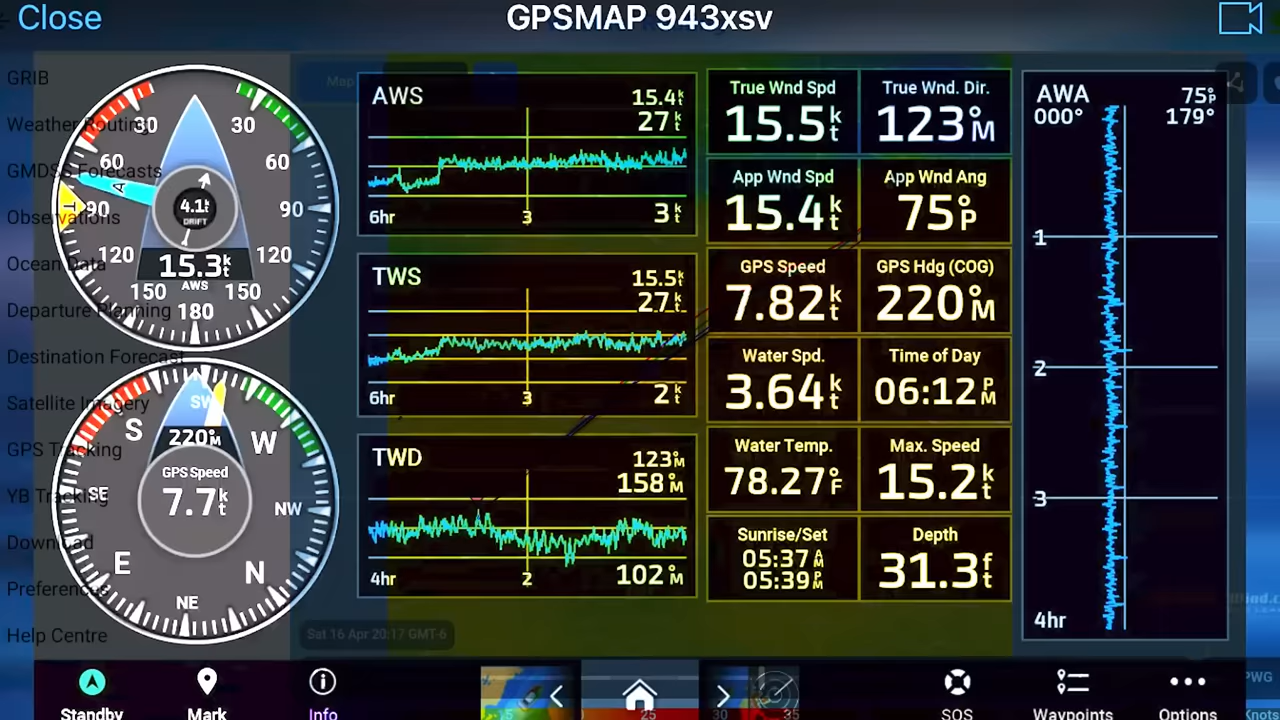 Close
GPSMAP 943xsv
GRIB
Weather Routing
GMDSS Forecasts
Observations
Ocean Data
Departure Planning
Destination Forecast
Satellite Imagery
GPS Tracking
YB Tracking
Download
Preferences
Help Centre
30 30
60 60
90 90
120 120
150 150
180
A
T
4.1kt
DRIFT
15.3kt
AWS
SW
S W
SE NW
E N
NE
220°M
GPS Speed
7.7kt
Map
AWS 15.4kt
27kt
6hr 3 3kt
TWS 15.5kt
27kt
6hr 3 2kt
TWD 123°M
158°M
4hr 2 102°M
Sat 16 Apr 20:17 GMT-6
True Wnd Spd
15.5kt
True Wnd. Dir.
123°M
App Wnd Spd
15.4kt
App Wnd Ang
75°P
GPS Speed
7.82kt
GPS Hdg (COG)
220°M
Water Spd.
3.64kt
Time of Day
06:12PM
Water Temp.
78.27°F
Max. Speed
15.2kt
Sunrise/Set
05:37AM
05:39PM
Depth
31.3ft
AWA 75°P
000° 179°
1
2
3
4hr
PWG
Knots
Standby
Mark
Info
15
25
30
35
SOS
Waypoints
Options